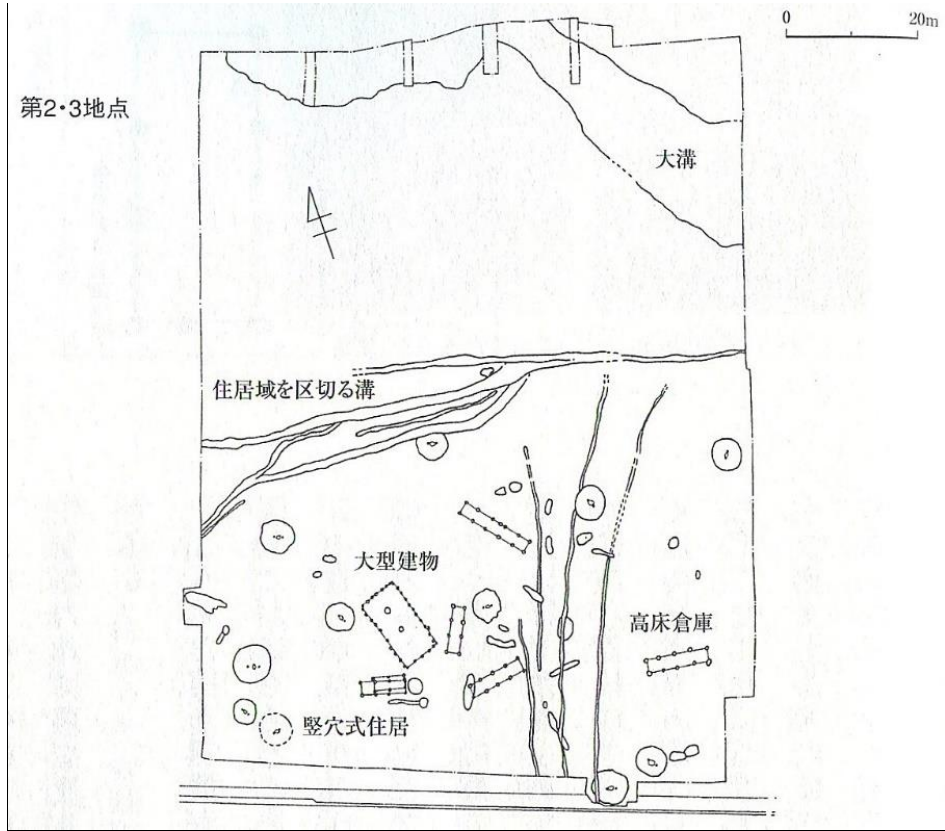 0 20m
第2・3地点
大溝
住居域を区切る溝
大型建物
高床倉庫
竪穴式住居